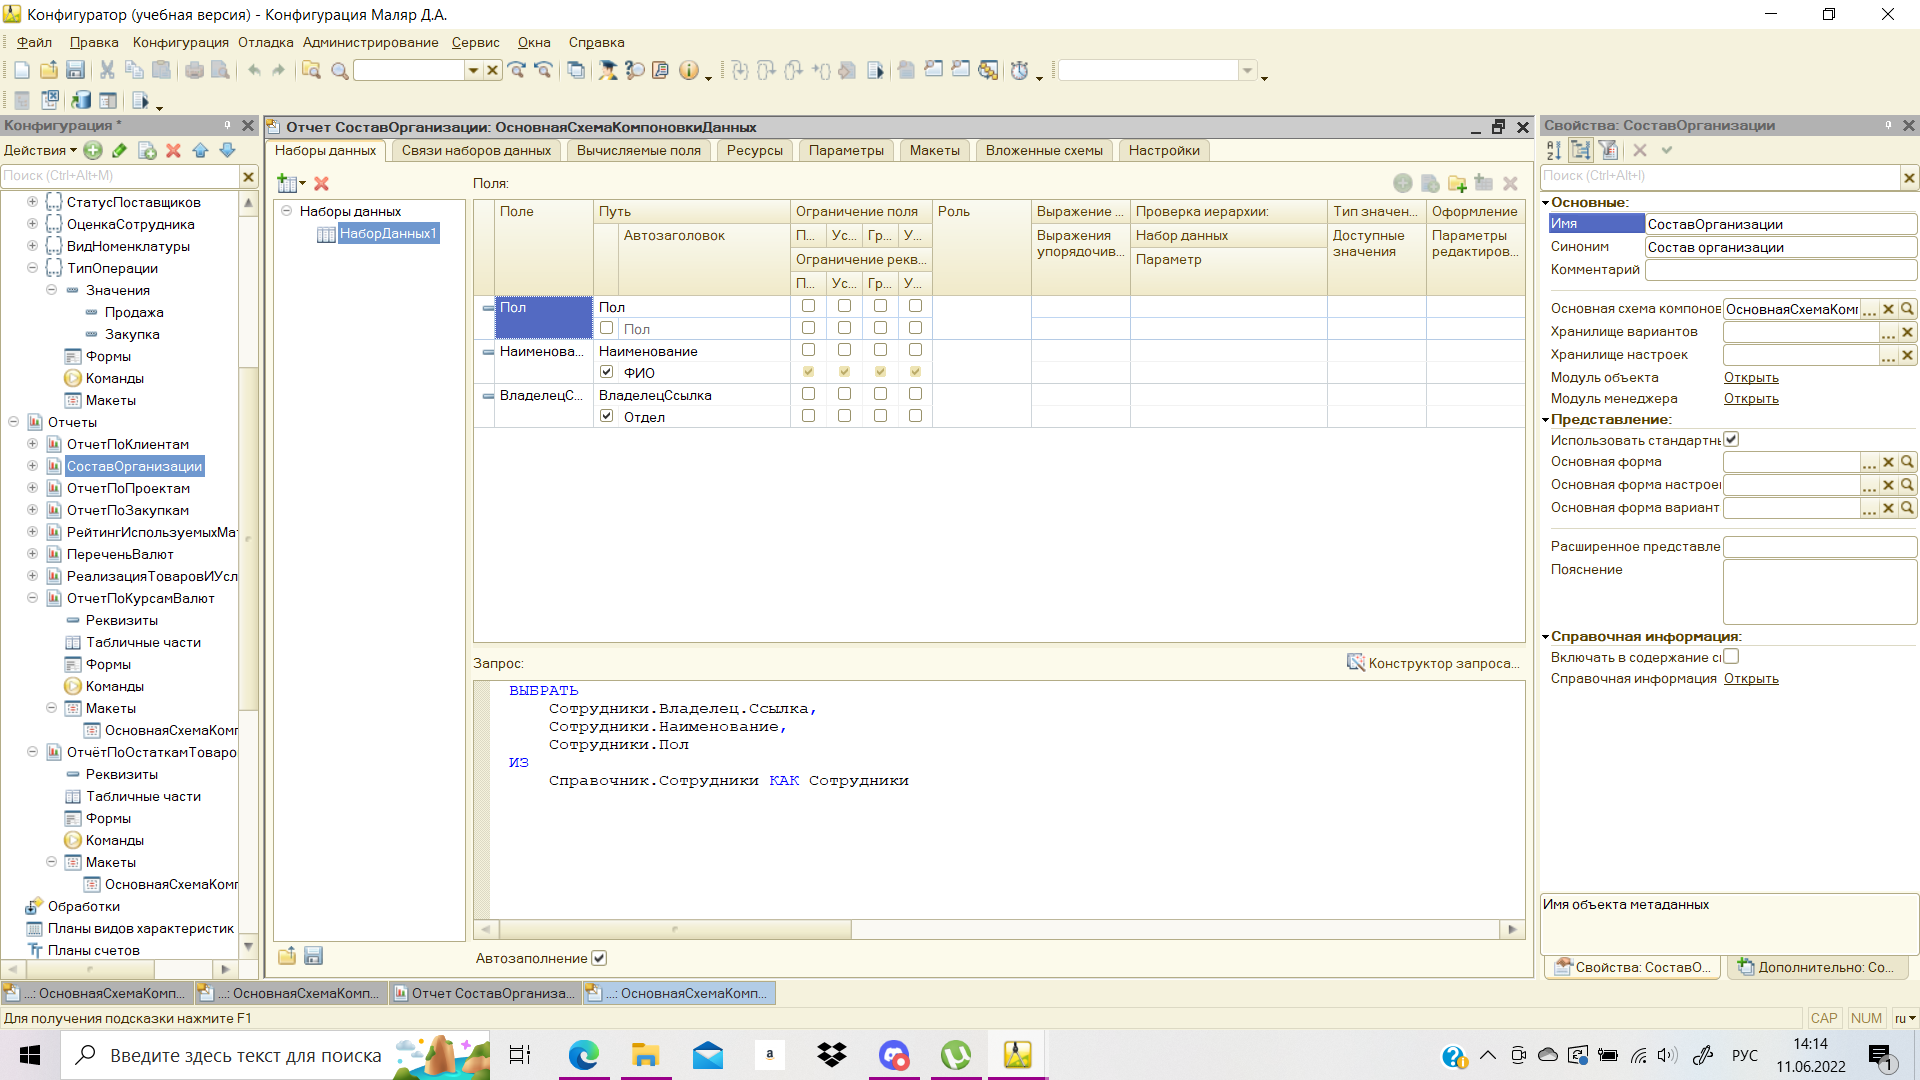 Конфигуратор (учебная версия) - Конфигурация Маляр Д.А.
Файл Правка Конфигурация Отладка Администрирование Сервис Окна Справка
Конфигурация *
Действия
Поиск (Ctrl+Alt+M)
СтатусПоставщиков
ОценкаСотрудника
ВидНоменклатуры
ТипОперации
Значения
Продажа
Закупка
Формы
Команды
Макеты
Отчеты
ОтчетПоКлиентам
СоставОрганизации
ОтчетПоПроектам
ОтчетПоЗакупкам
РейтингИспользуемыхМат
ПереченьВалют
РеализацияТоваровИУсл
ОтчетПоКурсамВалют
Реквизиты
Табличные части
Формы
Команды
Макеты
ОсновнаяСхемаКомп
ОтчётПоОстаткамТоваро
Реквизиты
Табличные части
Формы
Команды
Макеты
ОсновнаяСхемаКомп
Обработки
Планы видов характеристик
Планы счетов
Отчет СоставОрганизации: ОсновнаяСхемаКомпоновкиДанных
Наборы данных Связи наборов данных Вычисляемые поля Ресурсы Параметры Макеты Вложенные схемы Настройки
Наборы данных
НаборДанных1
Поля:
Поле Путь Ограничение поля Роль Выражение ... Проверка иерархии: Тип значен... Оформление
Автозаголовок П... Ус... Гр... У... Выражения упорядочив... Набор данных Доступные значения Параметры редактиров...
Ограничение рекв... Параметр
П... Ус... Гр... У...
Пол Пол
Пол
Наименова... Наименование
ФИО
ВладелецС... ВладелецСсылка
Отдел
Запрос:
Конструктор запроса...
ВЫБРАТЬ
Сотрудники.Владелец.Ссылка,
Сотрудники.Наименование,
Сотрудники.Пол
ИЗ
Справочник.Сотрудники КАК Сотрудники
Автозаполнение
Свойства: СоставОрганизации
Поиск (Ctrl+Alt+I)
Основные:
Имя СоставОрганизации
Синоним Состав организации
Комментарий
Основная схема компонов ОсновнаяСхемаКомп ...
Хранилище вариантов ...
Хранилище настроек ...
Модуль объекта Открыть
Модуль менеджера Открыть
Представление:
Использовать стандартнь
Основная форма ...
Основная форма настрое ...
Основная форма вариант ...
Расширенное представле
Пояснение
Справочная информация:
Включать в содержание с
Справочная информация Открыть
Имя объекта метаданных
Свойства: СоставО... Дополнительно: Со...
...: ОсновнаяСхемаКомп... ...: ОсновнаяСхемаКомп... Отчет СоставОрганиза... ...: ОсновнаяСхемаКомп...
Для получения подсказки нажмите F1
CAP NUM ru
Введите здесь текст для поиска
a
РУС
14:14
11.06.2022
1